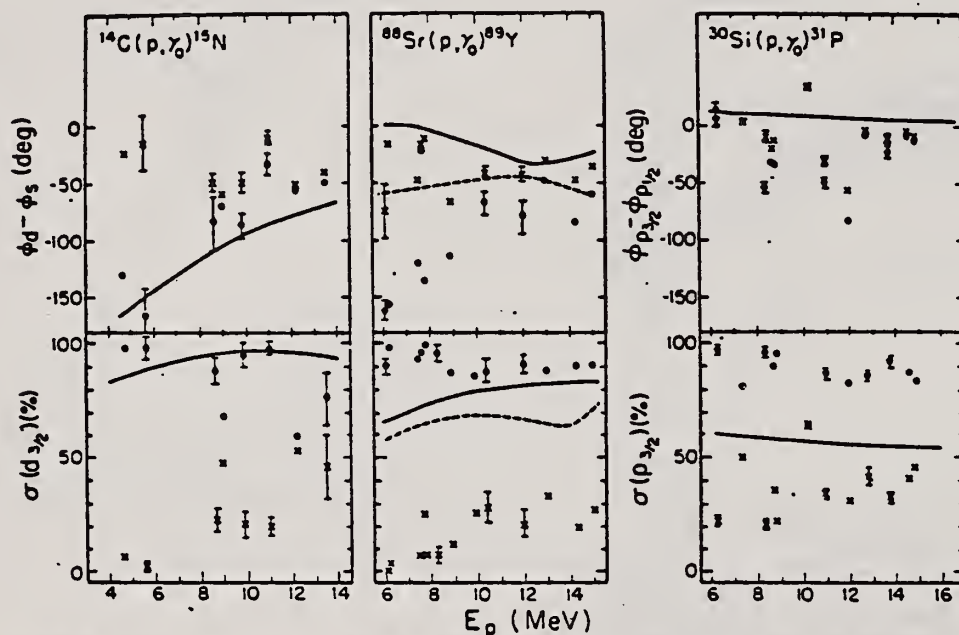 ¹⁴C(p,γ₀)¹⁵N
⁸⁸Sr(p,γ₀)⁸⁹Y
³⁰Si(p,γ₀)³¹P
ϕd − ϕs (deg)
0
-50
-100
-150
ϕp3/2 − ϕp1/2 (deg)
0
-50
-100
-150
σ(d3/2)(%)
100
50
0
σ(p3/2)(%)
100
50
0
4 6 8 10 12 14
6 8 10 12 14
6 8 10 12 14 16
Ep (MeV)